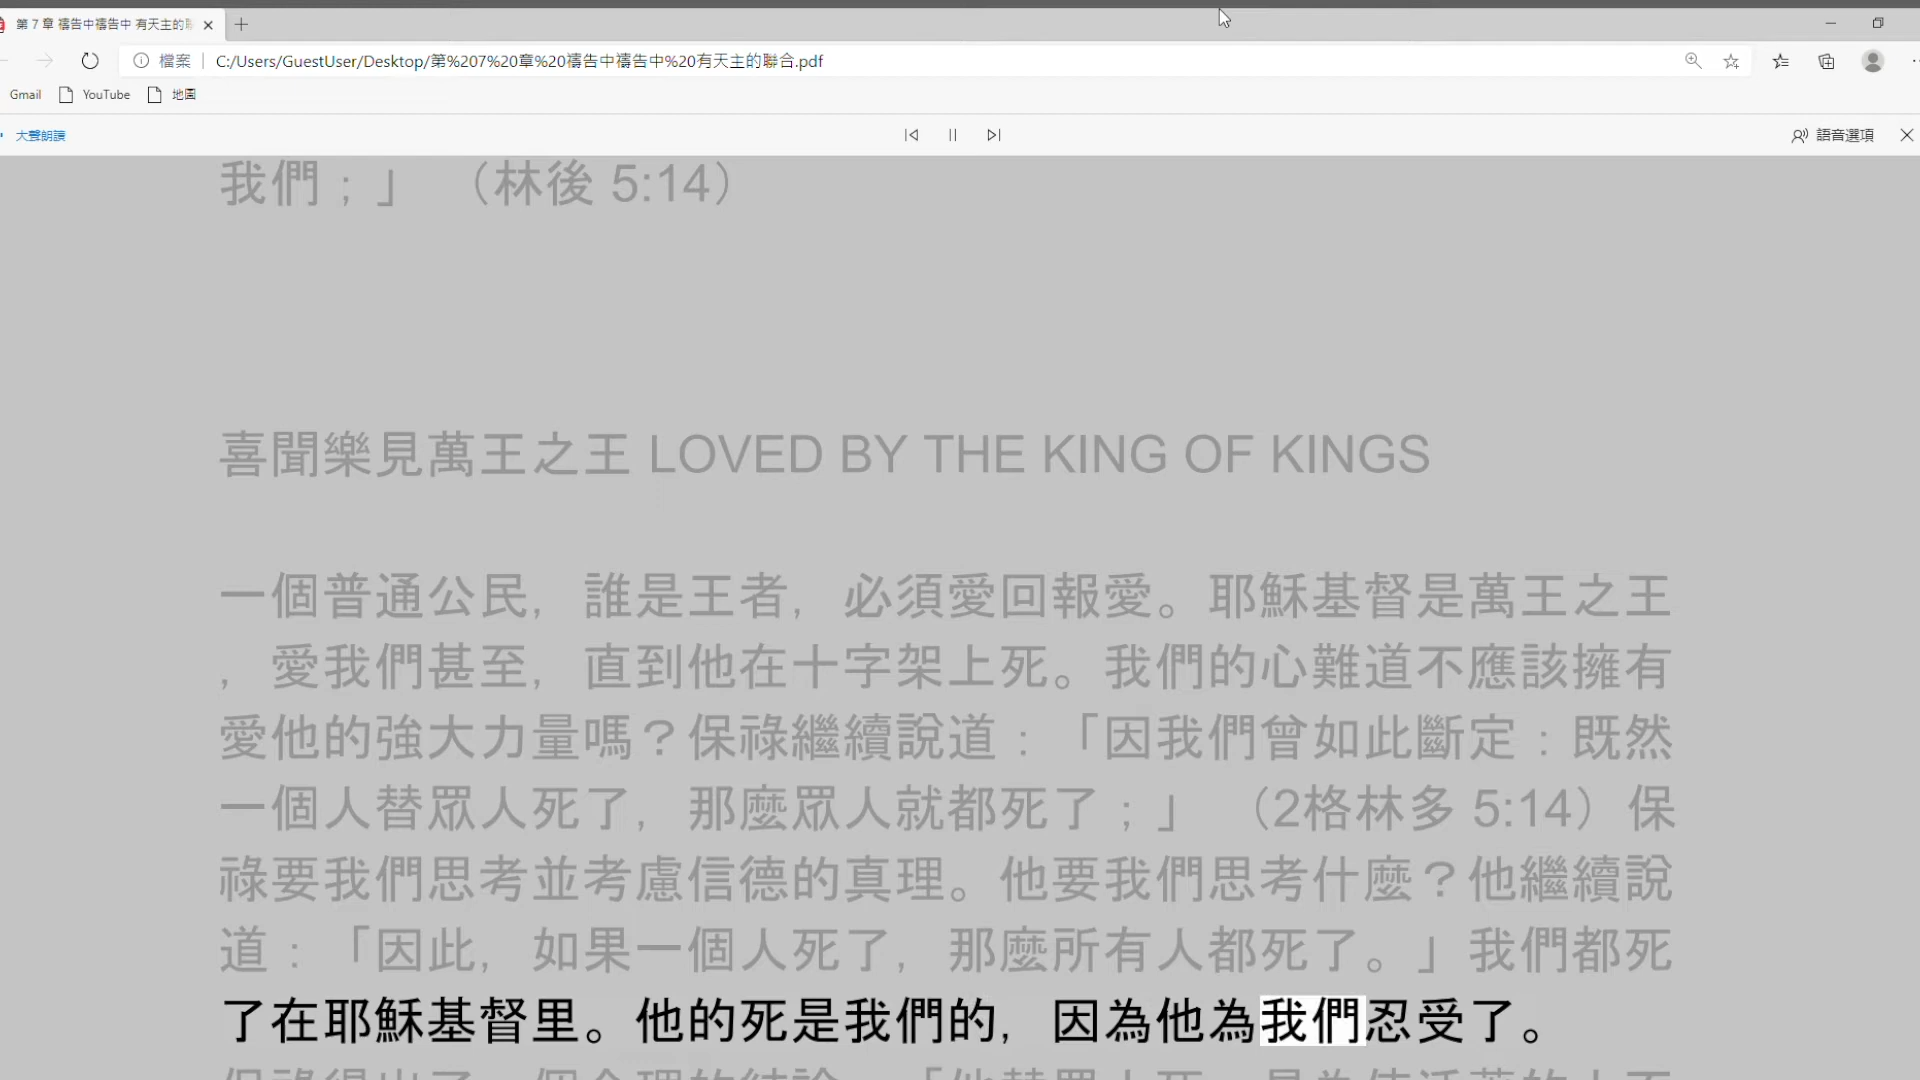 第 7 章 禱告中禱告中 有天主的
檔案
C:/Users/GuestUser/Desktop/第%207%20章%20禱告中禱告中%20有天主的聯合.pdf
Gmail YouTube 地圖
大聲朗讀
語音選項
我們；」 （林後 5:14）
喜聞樂見萬王之王 LOVED BY THE KING OF KINGS
一個普通公民，誰是王者，必須愛回報愛。耶穌基督是萬王之王
，愛我們甚至，直到他在十字架上死。我們的心難道不應該擁有
愛他的強大力量嗎？保祿繼續說道：「因我們曾如此斷定：既然
一個人替眾人死了，那麼眾人就都死了；」 （2格林多 5:14）保
祿要我們思考並考慮信德的真理。他要我們思考什麼？他繼續說
道：「因此，如果一個人死了，那麼所有人都死了。」我們都死
了在耶穌基督里。他的死是我們的，因為他為我們忍受了。